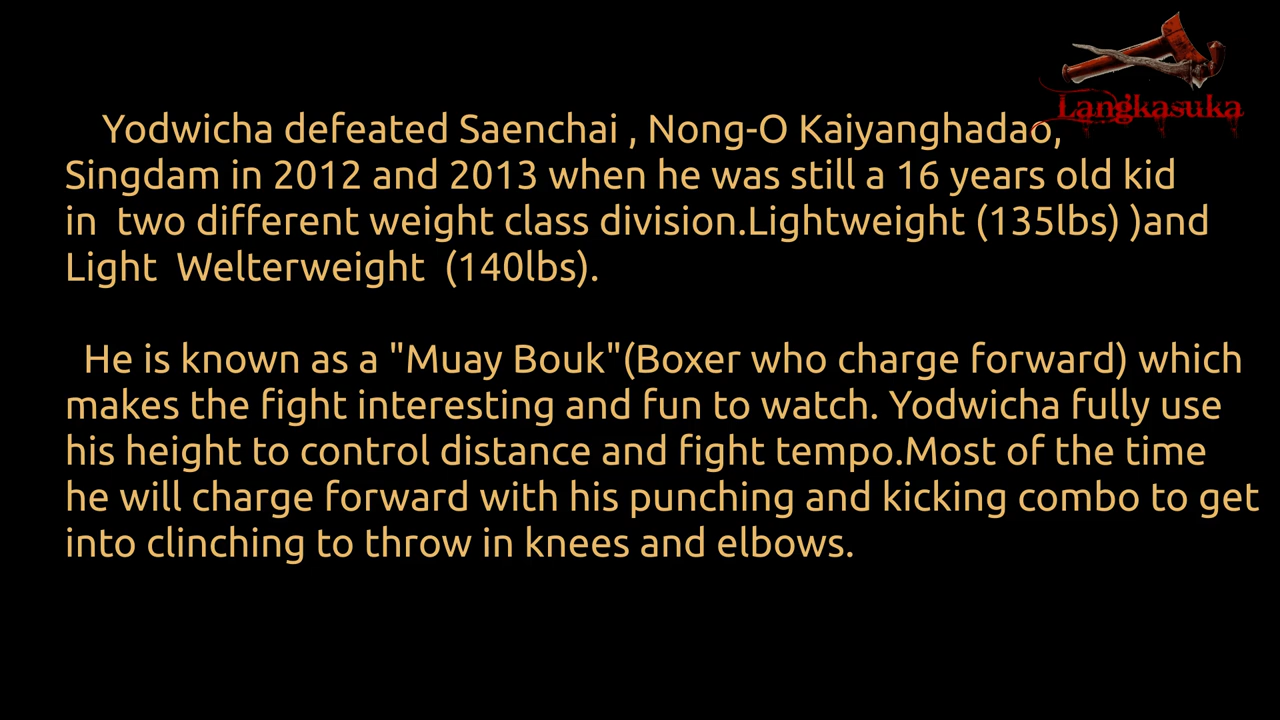 Langkasuka
Yodwicha defeated Saenchai , Nong-O Kaiyanghadao,
Singdam in 2012 and 2013 when he was still a 16 years old kid
in two different weight class division.Lightweight (135lbs) )and
Light Welterweight (140lbs).
He is known as a "Muay Bouk"(Boxer who charge forward) which
makes the fight interesting and fun to watch. Yodwicha fully use
his height to control distance and fight tempo.Most of the time
he will charge forward with his punching and kicking combo to get
into clinching to throw in knees and elbows.